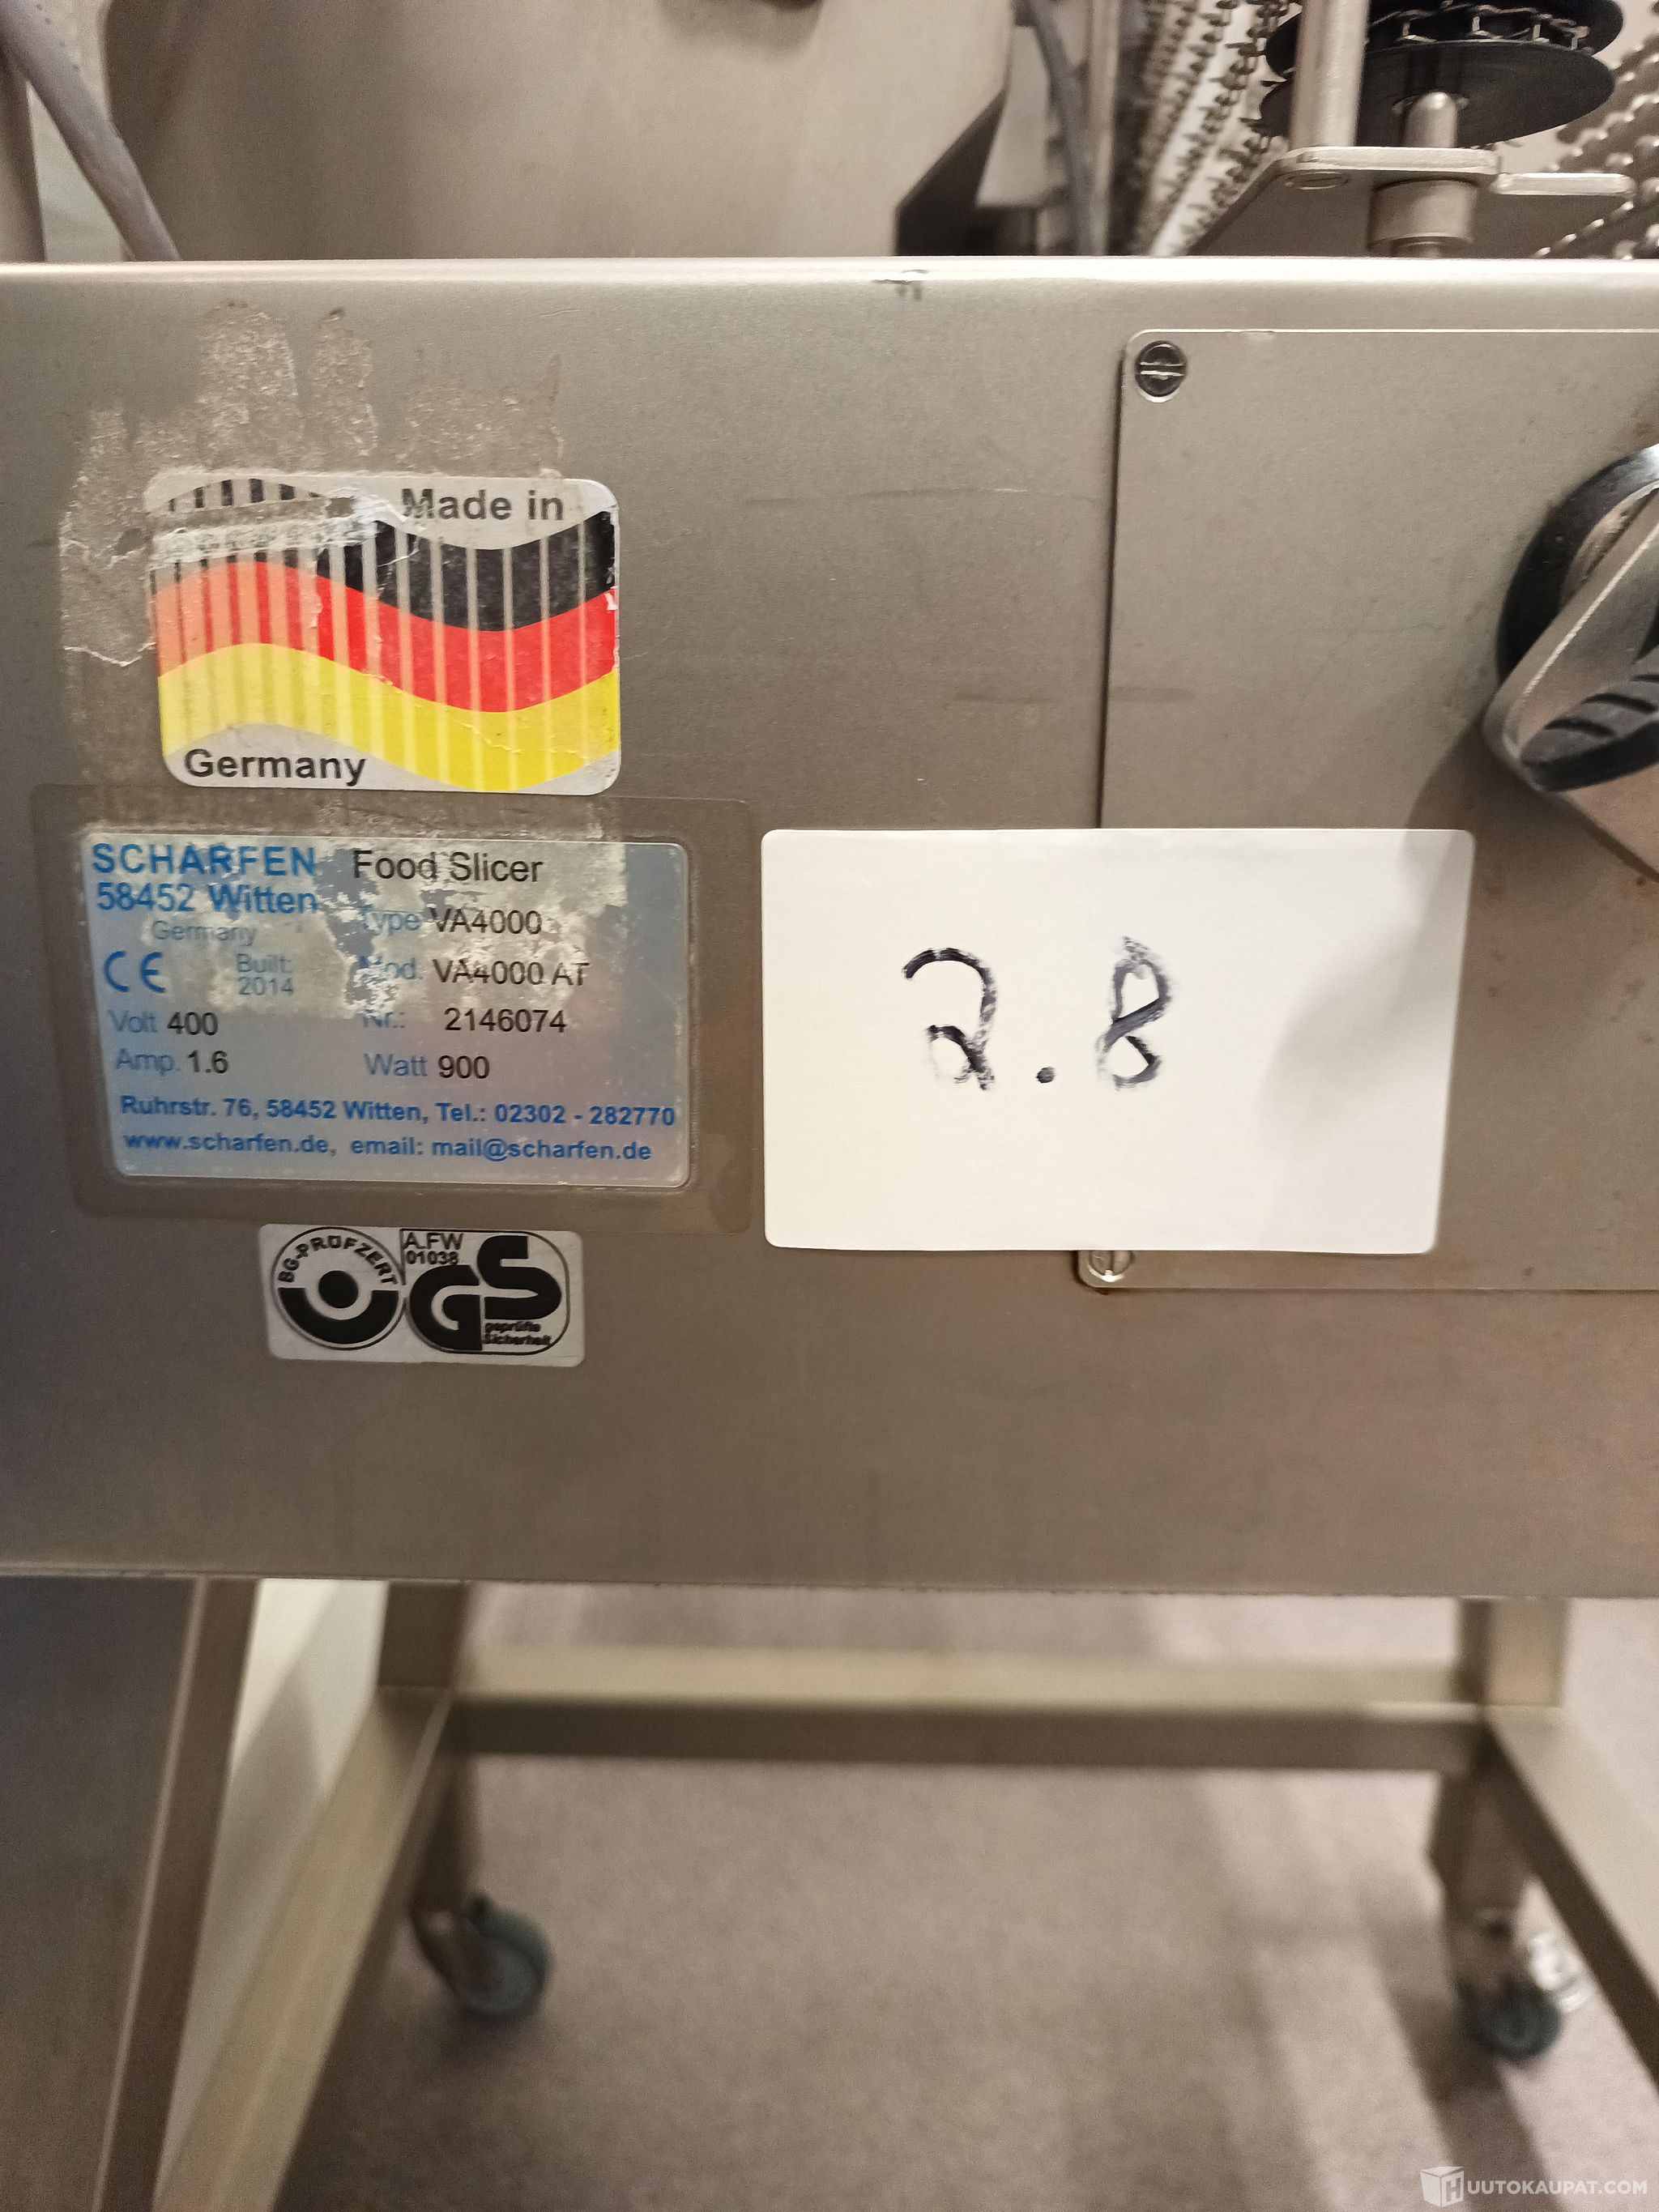 Made in
Germany
SCHARFEN Food Slicer
58452 Witten
Germany
Type VA4000
CE
Built:
2014
Mod. VA4000 AT
Volt 400
Nr.: 2146074
Amp. 1.6
Watt 900
Ruhrstr. 76, 58452 Witten, Tel.: 02302 - 282770
www.scharfen.de, email: mail@scharfen.de
2.8
BG-PRÜFZERT
A.FW
01038
GS
geprüfte
Sicherheit
HUUTOKAUPAT.COM